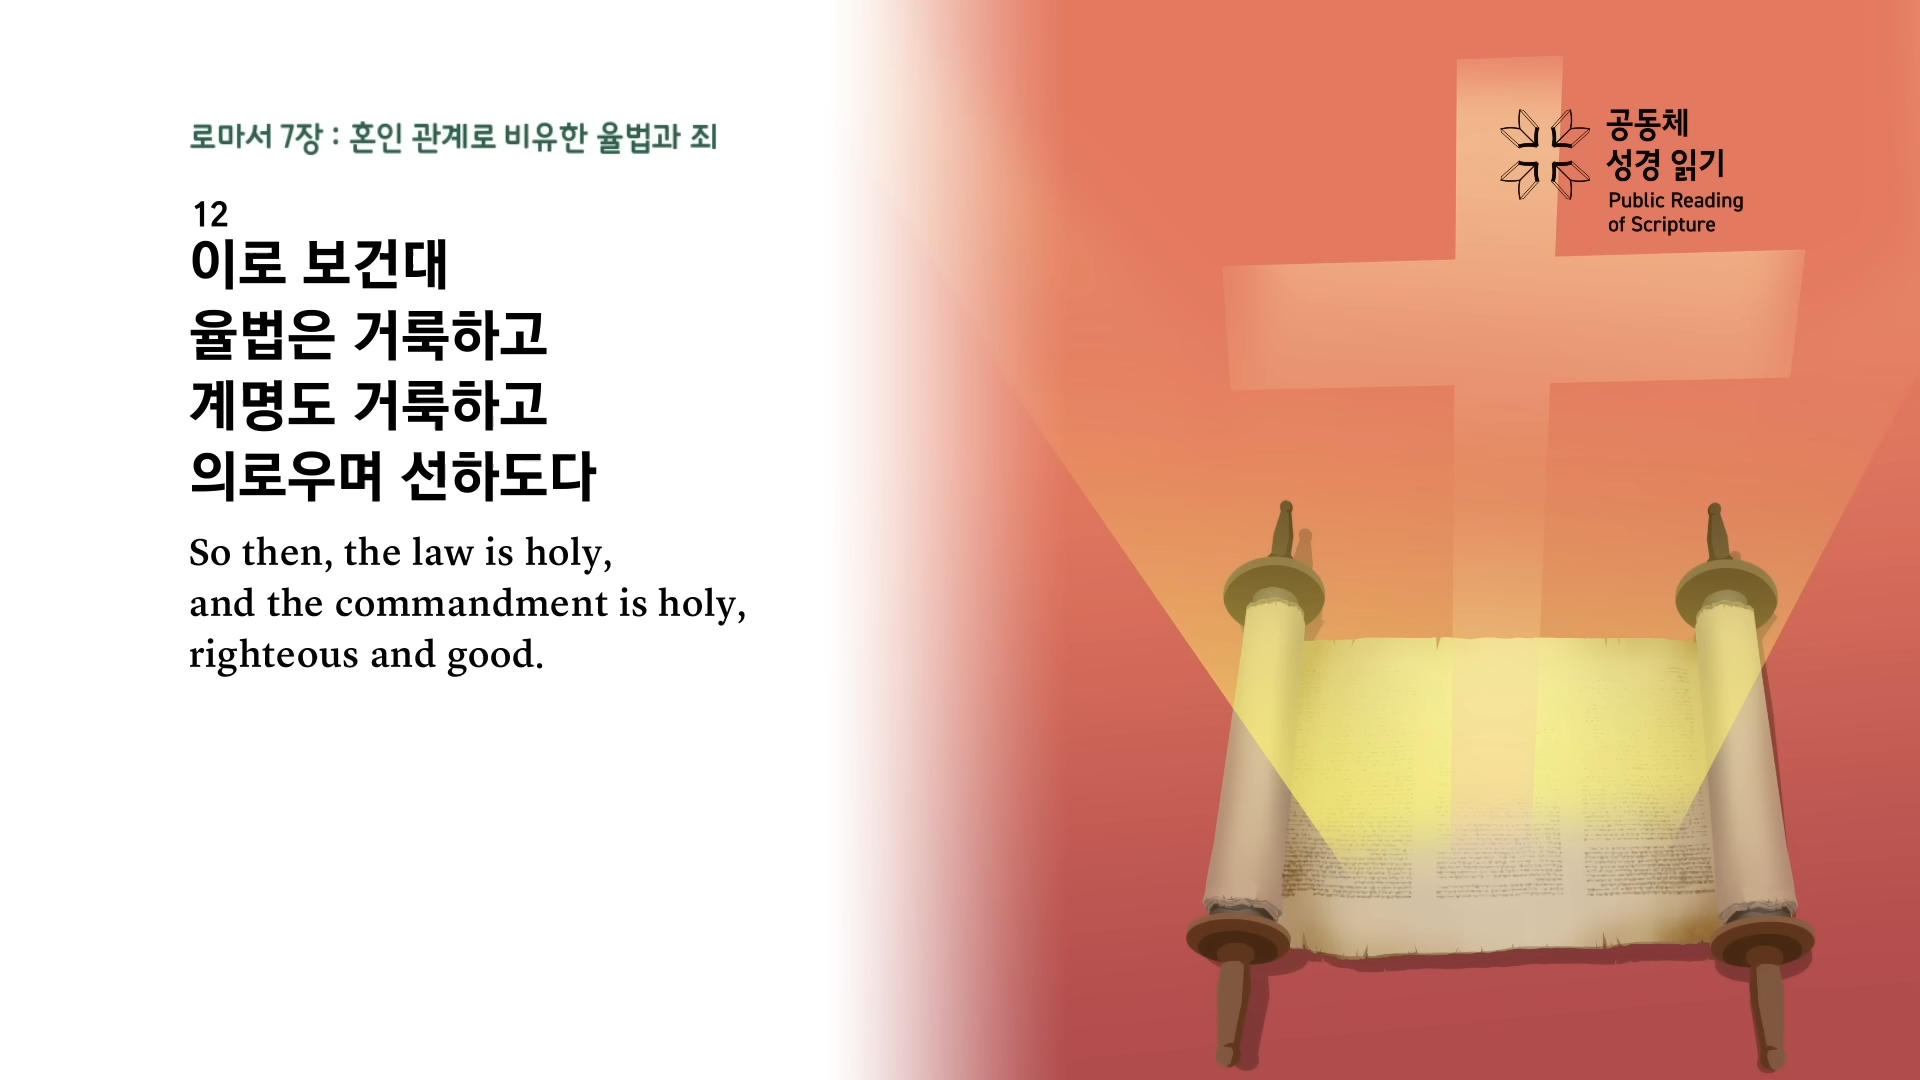 로마서 7장 : 혼인 관계로 비유한 율법과 죄
12
이로 보건대
율법은 거룩하고
계명도 거룩하고
의로우며 선하도다
So then, the law is holy,
and the commandment is holy,
righteous and good.
공동체
성경 읽기
Public Reading
of Scripture